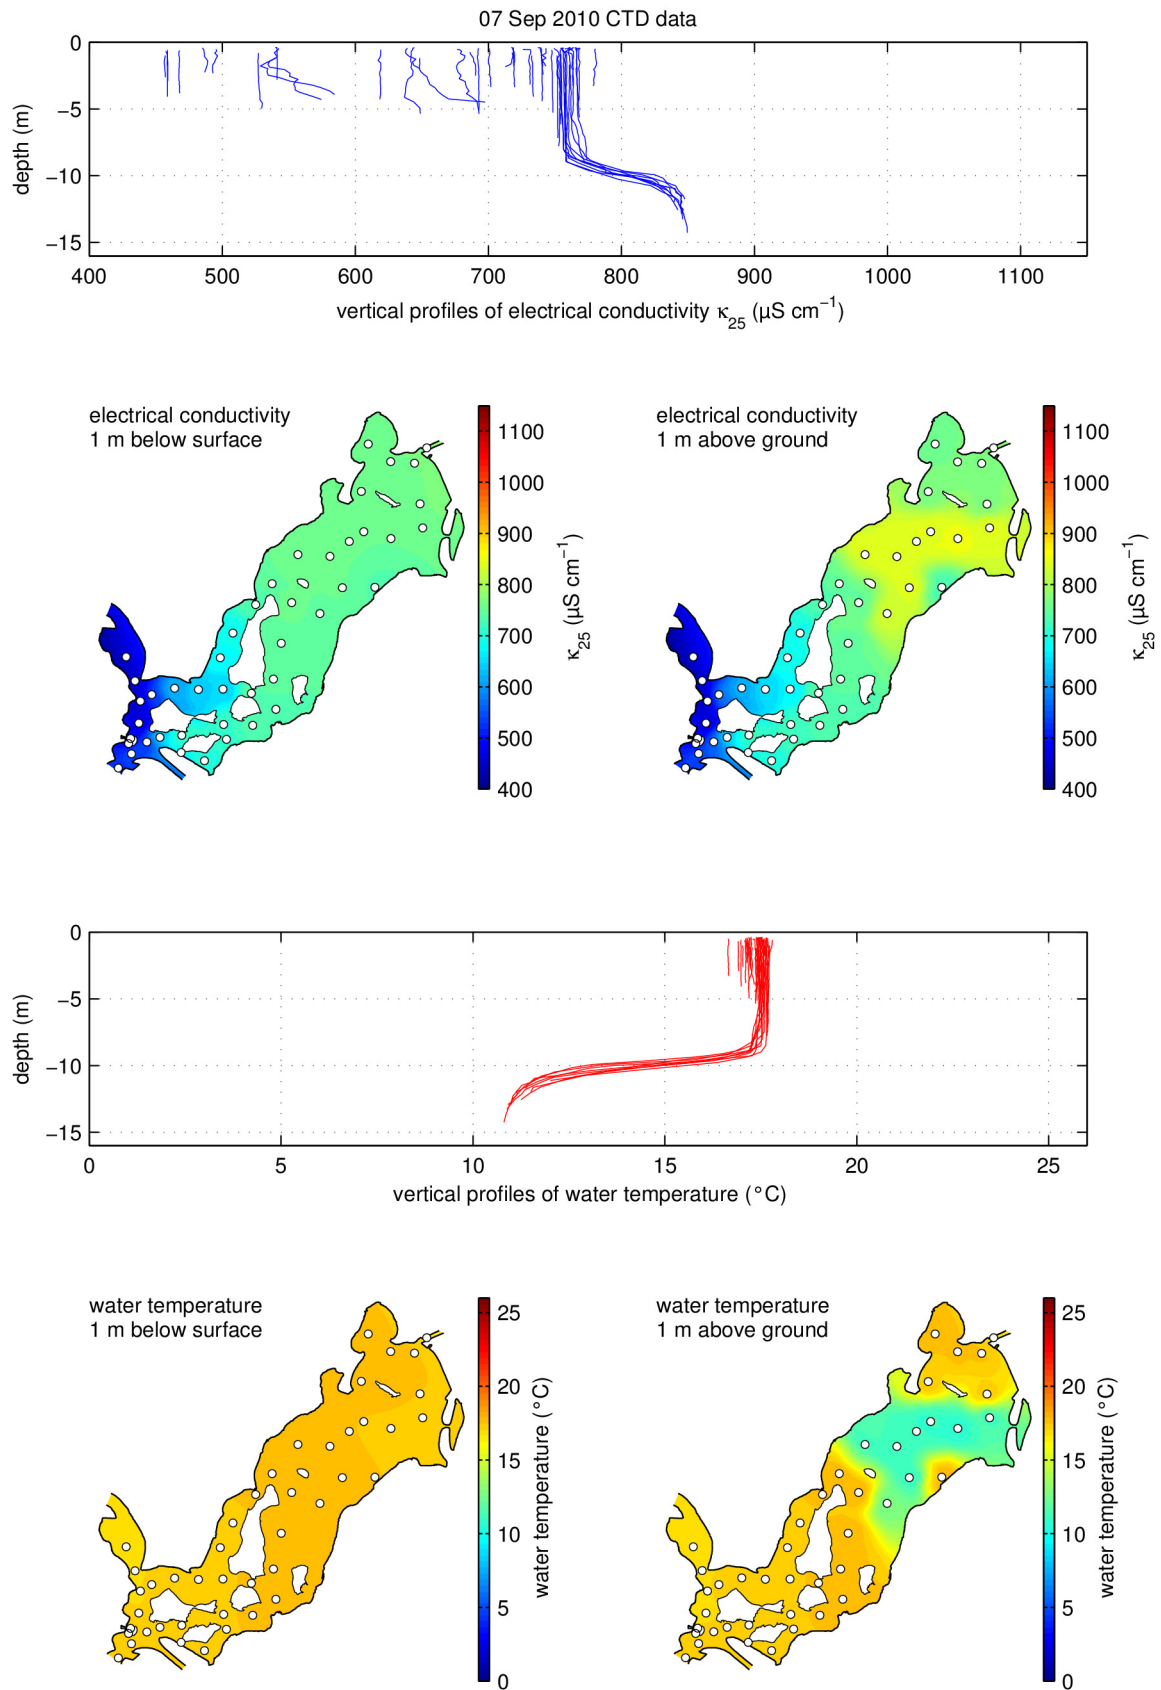 07 Sep 2010 CTD data
0
−5
−10
−15
depth (m)
400 500 600 700 800 900 1000 1100
vertical profiles of electrical conductivity κ25 (µS cm−1)
electrical conductivity
1 m below surface
1100
1000
900
800
700
600
500
400
κ25 (µS cm−1)
electrical conductivity
1 m above ground
1100
1000
900
800
700
600
500
400
κ25 (µS cm−1)
0
−5
−10
−15
depth (m)
0 5 10 15 20 25
vertical profiles of water temperature (°C)
water temperature
1 m below surface
25
20
15
10
5
0
water temperature (°C)
water temperature
1 m above ground
25
20
15
10
5
0
water temperature (°C)